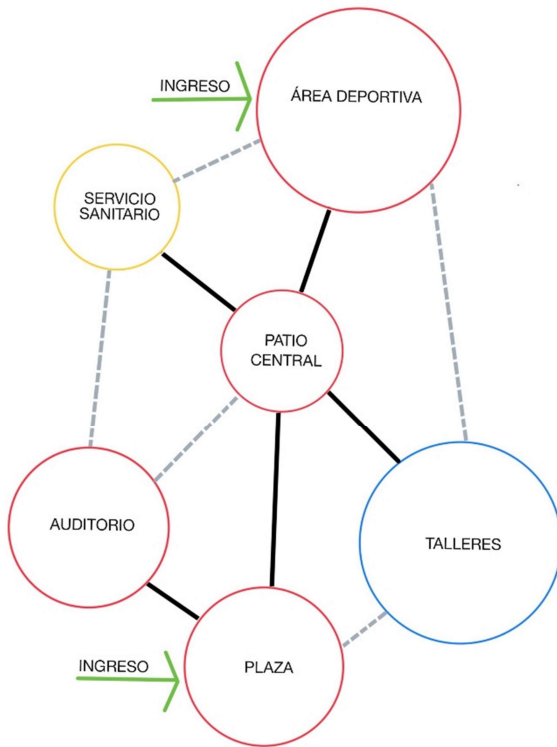 INGRESO
ÁREA DEPORTIVA
SERVICIO
SANITARIO
PATIO
CENTRAL
AUDITORIO
TALLERES
INGRESO
PLAZA